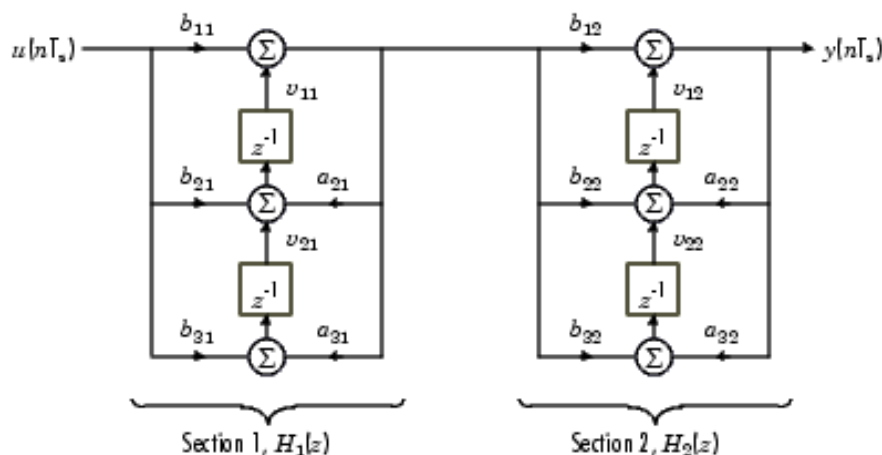 b₁₁ b₁₂
u(nTₛ) Σ Σ y(nTₛ)
v₁₁ v₁₂
z⁻¹ z⁻¹
b₂₁ a₂₁ b₂₂ a₂₂
Σ Σ
v₂₁ v₂₂
z⁻¹ z⁻¹
b₃₁ a₃₁ b₃₂ a₃₂
Σ Σ
Section 1, H₁(z) Section 2, H₂(z)